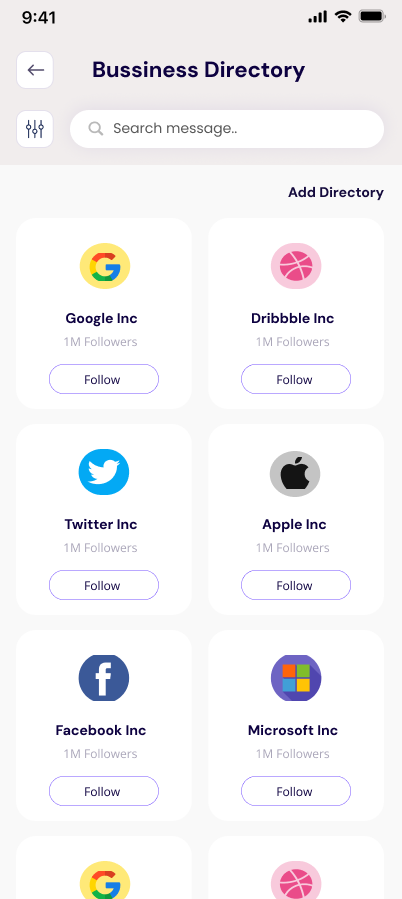 9:41
Bussiness Directory
Search message..
Add Directory
Google Inc
1M Followers
Follow
Dribbble Inc
1M Followers
Follow
Twitter Inc
1M Followers
Follow
Apple Inc
1M Followers
Follow
Facebook Inc
1M Followers
Follow
Microsoft Inc
1M Followers
Follow